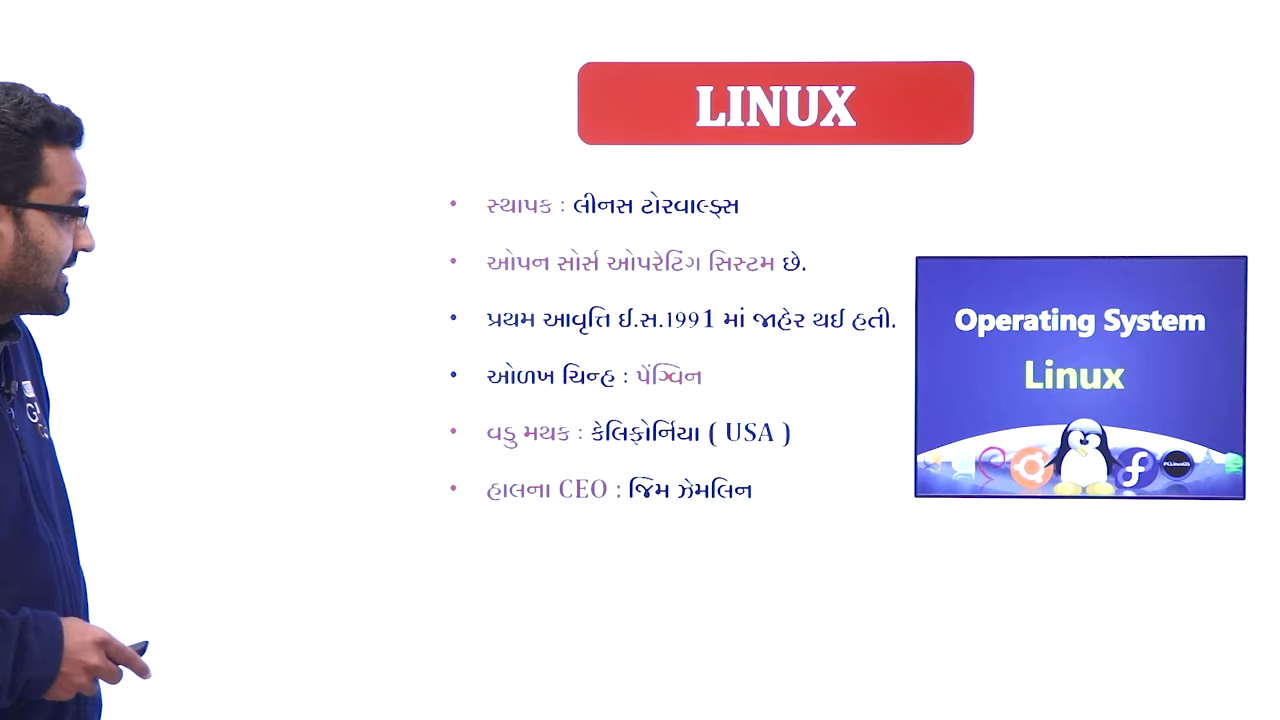 LINUX
• સ્થાપક : લીનસ ટોરવાલ્ડ્સ
• ઓપન સોર્સ ઓપરેટિંગ સિસ્ટમ છે.
• પ્રથમ આવૃત્તિ ઈ.સ.1991 માં જાહેર થઈ હતી.
• ઓળખ ચિન્હ : પેંગ્વિન
• વડુ મથક : કેલિફોર્નિયા ( USA )
• હાલના CEO : જિમ ઝેમલિન
Operating System
Linux
PCLinuxOS